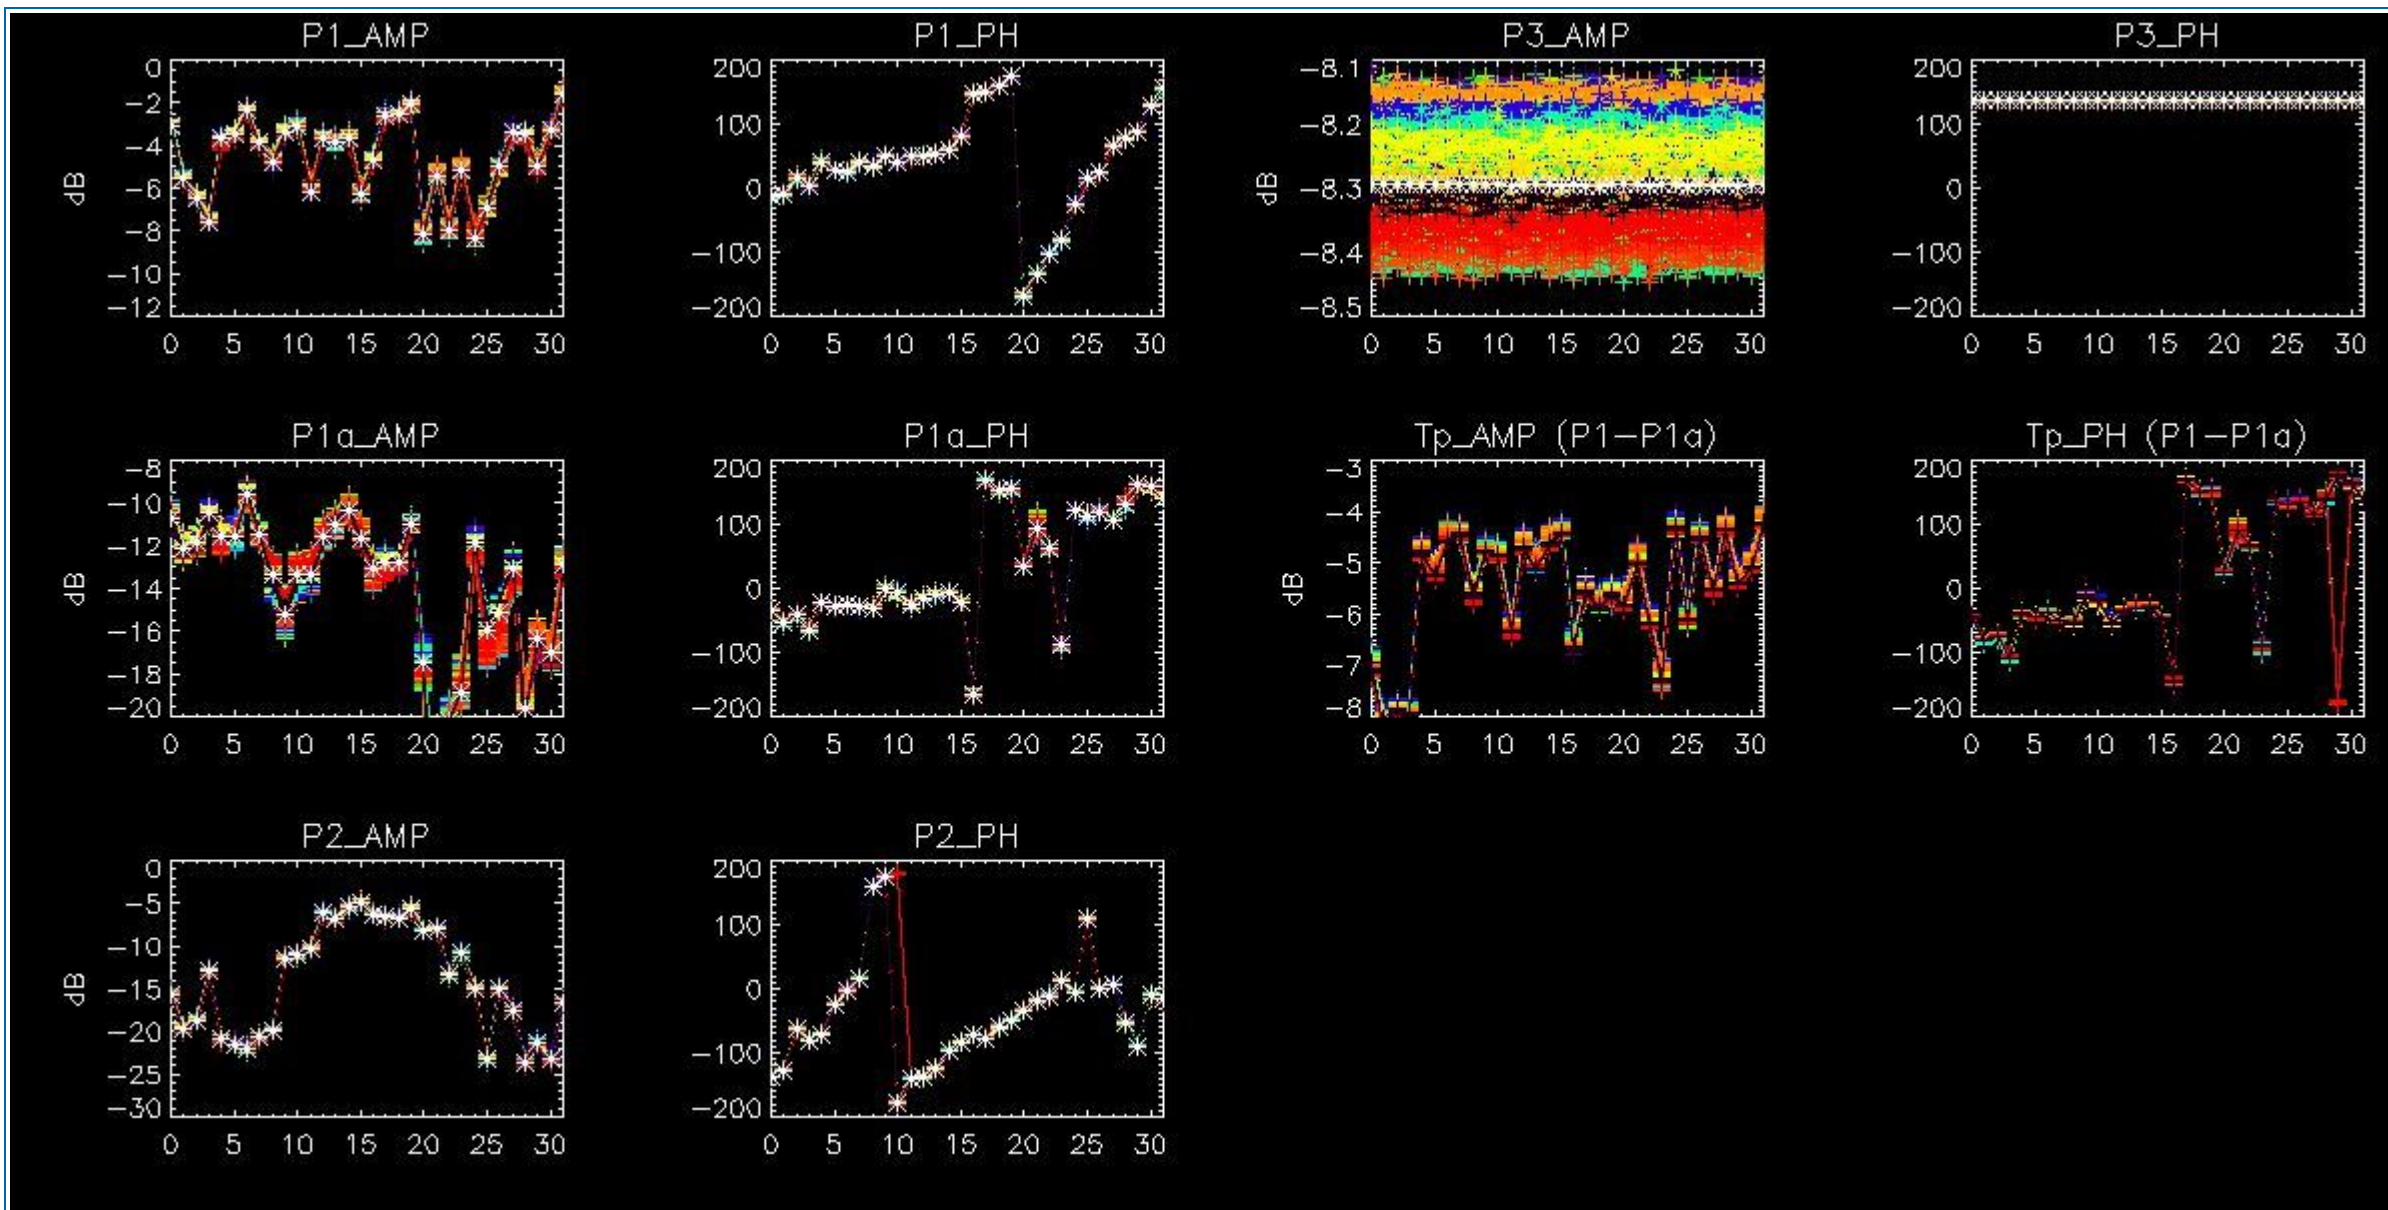 P1_AMP
0
−2
−4
−6
−8
−10
−12
dB
0 5 10 15 20 25 30
P1_PH
200
100
0
−100
−200
0 5 10 15 20 25 30
P3_AMP
−8.1
−8.2
−8.3
−8.4
−8.5
dB
0 5 10 15 20 25 30
P3_PH
200
100
0
−100
−200
0 5 10 15 20 25 30
P1a_AMP
−8
−10
−12
−14
−16
−18
−20
dB
0 5 10 15 20 25 30
P1a_PH
200
100
0
−100
−200
0 5 10 15 20 25 30
Tp_AMP (P1−P1a)
−3
−4
−5
−6
−7
−8
dB
0 5 10 15 20 25 30
Tp_PH (P1−P1a)
200
100
0
−100
−200
0 5 10 15 20 25 30
P2_AMP
0
−5
−10
−15
−20
−25
−30
dB
0 5 10 15 20 25 30
P2_PH
200
100
0
−100
−200
0 5 10 15 20 25 30